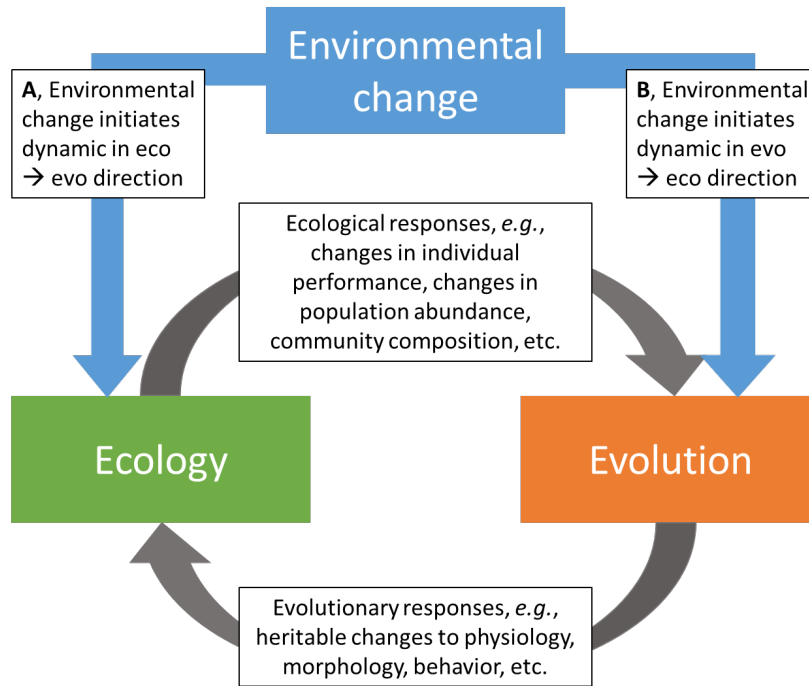 Environmental
change
A, Environmental
change initiates
dynamic in eco
→ evo direction
B, Environmental
change initiates
dynamic in evo
→ eco direction
Ecological responses, e.g.,
changes in individual
performance, changes in
population abundance,
community composition, etc.
Ecology
Evolution
Evolutionary responses, e.g.,
heritable changes to physiology,
morphology, behavior, etc.